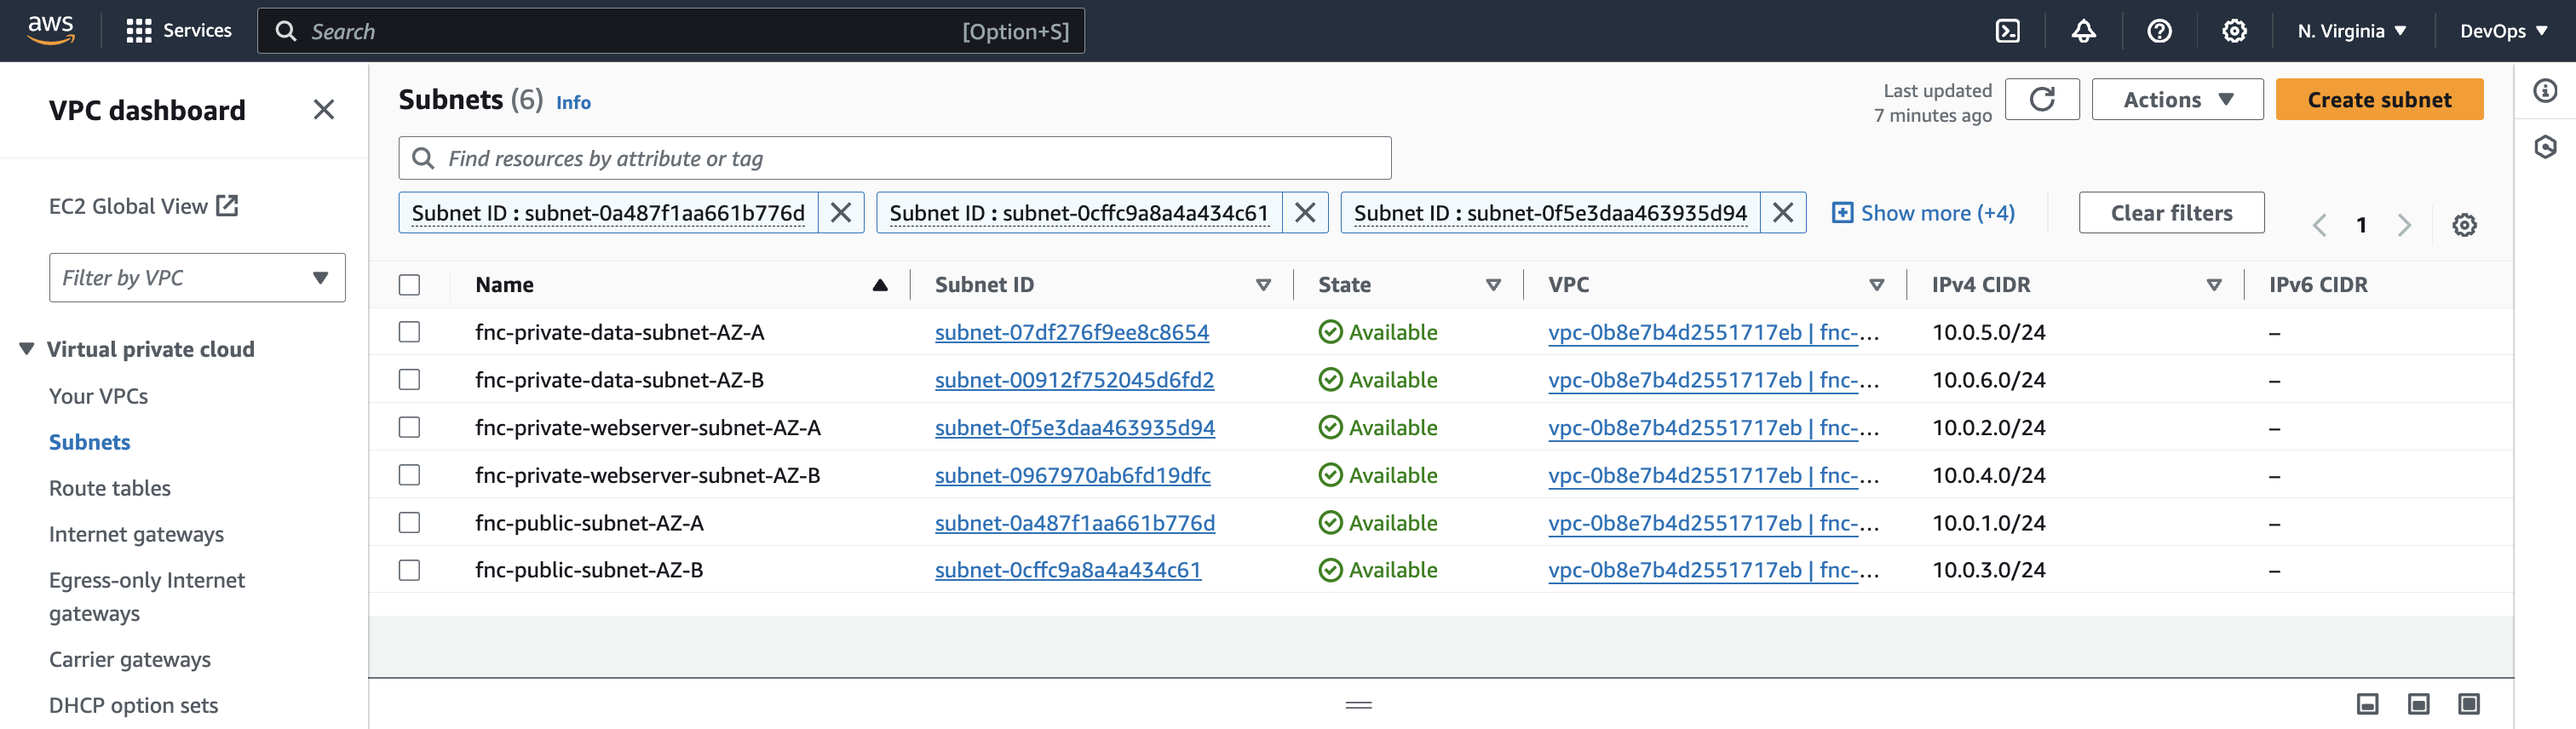 aws
Services
Search [Option+S]
N. Virginia
DevOps
VPC dashboard
EC2 Global View
Filter by VPC
Virtual private cloud
Your VPCs
Subnets
Route tables
Internet gateways
Egress-only Internet
gateways
Carrier gateways
DHCP option sets
Subnets (6) Info
Last updated
7 minutes ago
Actions
Create subnet
Find resources by attribute or tag
Subnet ID : subnet-0a487f1aa661b776d
Subnet ID : subnet-0cffc9a8a4a434c61
Subnet ID : subnet-0f5e3daa463935d94
Show more (+4)
Clear filters
1
Name Subnet ID State VPC IPv4 CIDR IPv6 CIDR
fnc-private-data-subnet-AZ-A subnet-07df276f9ee8c8654 Available vpc-0b8e7b4d2551717eb | fnc-... 10.0.5.0/24 –
fnc-private-data-subnet-AZ-B subnet-00912f752045d6fd2 Available vpc-0b8e7b4d2551717eb | fnc-... 10.0.6.0/24 –
fnc-private-webserver-subnet-AZ-A subnet-0f5e3daa463935d94 Available vpc-0b8e7b4d2551717eb | fnc-... 10.0.2.0/24 –
fnc-private-webserver-subnet-AZ-B subnet-0967970ab6fd19dfc Available vpc-0b8e7b4d2551717eb | fnc-... 10.0.4.0/24 –
fnc-public-subnet-AZ-A subnet-0a487f1aa661b776d Available vpc-0b8e7b4d2551717eb | fnc-... 10.0.1.0/24 –
fnc-public-subnet-AZ-B subnet-0cffc9a8a4a434c61 Available vpc-0b8e7b4d2551717eb | fnc-... 10.0.3.0/24 –